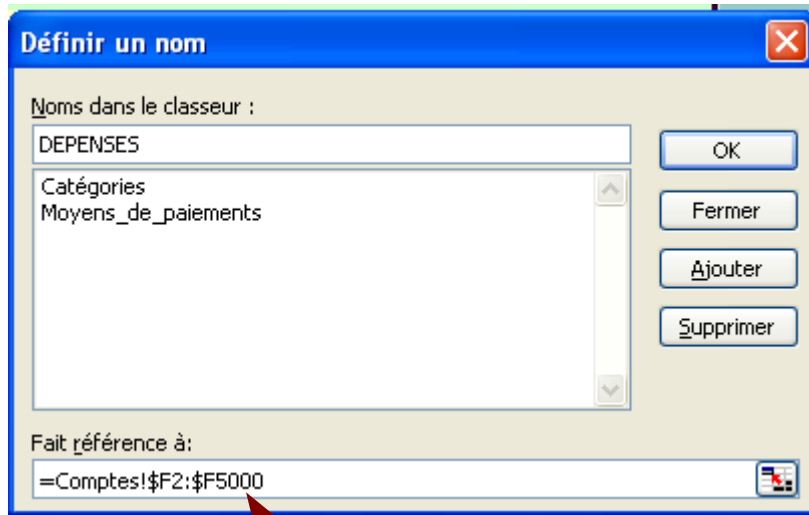 Définir un nom
Noms dans le classeur :
DEPENSES
OK
Catégories
Moyens_de_paiements
Fermer
Ajouter
Supprimer
Fait référence à:
=Comptes!$F2:$F5000